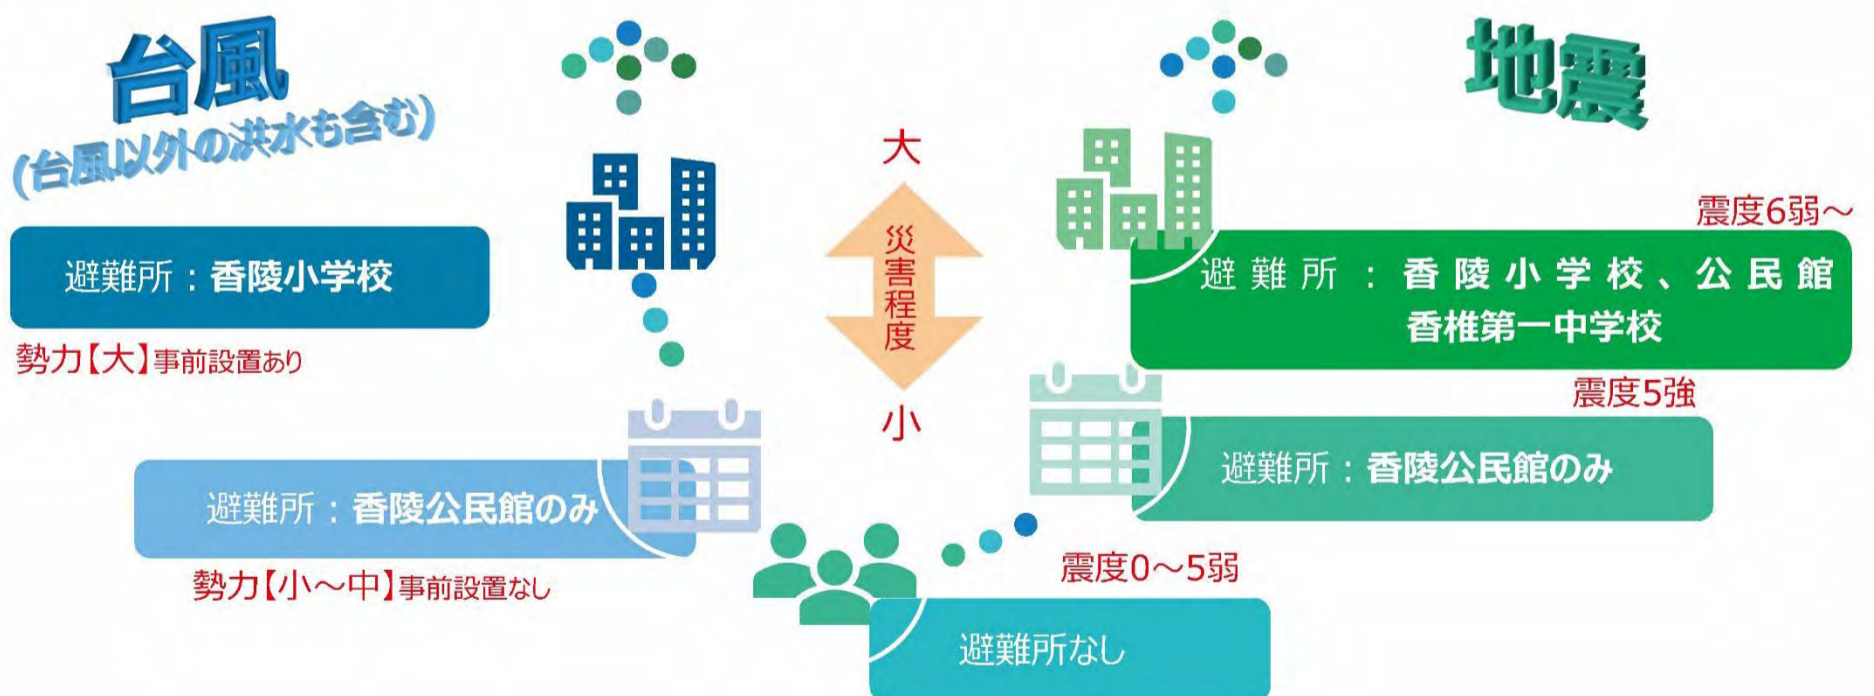 台風
(台風以外の洪水も含む)
避難所：香陵小学校
勢力【大】事前設置あり
避難所：香陵公民館のみ
勢力【小～中】事前設置なし
大
災害程度
小
地震
震度6弱～
避難所：香陵小学校、公民館
香椎第一中学校
震度5強
避難所：香陵公民館のみ
震度0～5弱
避難所なし